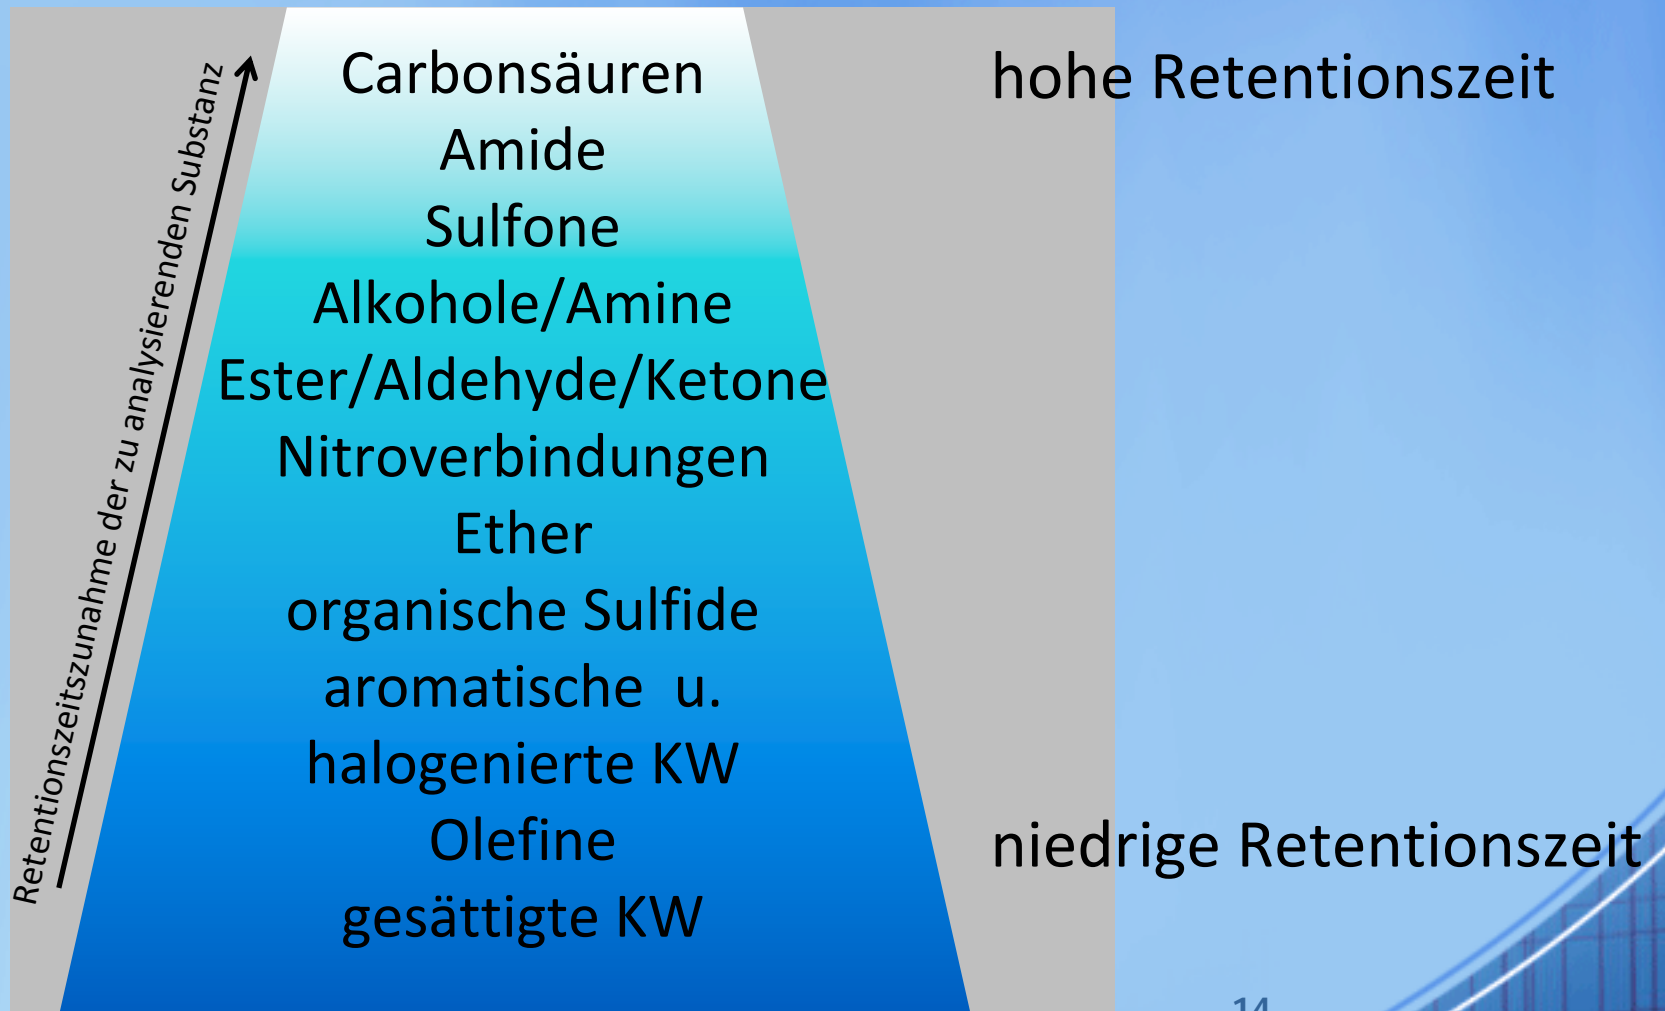 Retentionszeitszunahme der zu analysierenden Substanz
Carbonsäuren
Amide
Sulfone
Alkohole/Amine
Ester/Aldehyde/Ketone
Nitroverbindungen
Ether
organische Sulfide
aromatische u.
halogenierte KW
Olefine
gesättigte KW
hohe Retentionszeit
niedrige Retentionszeit
14